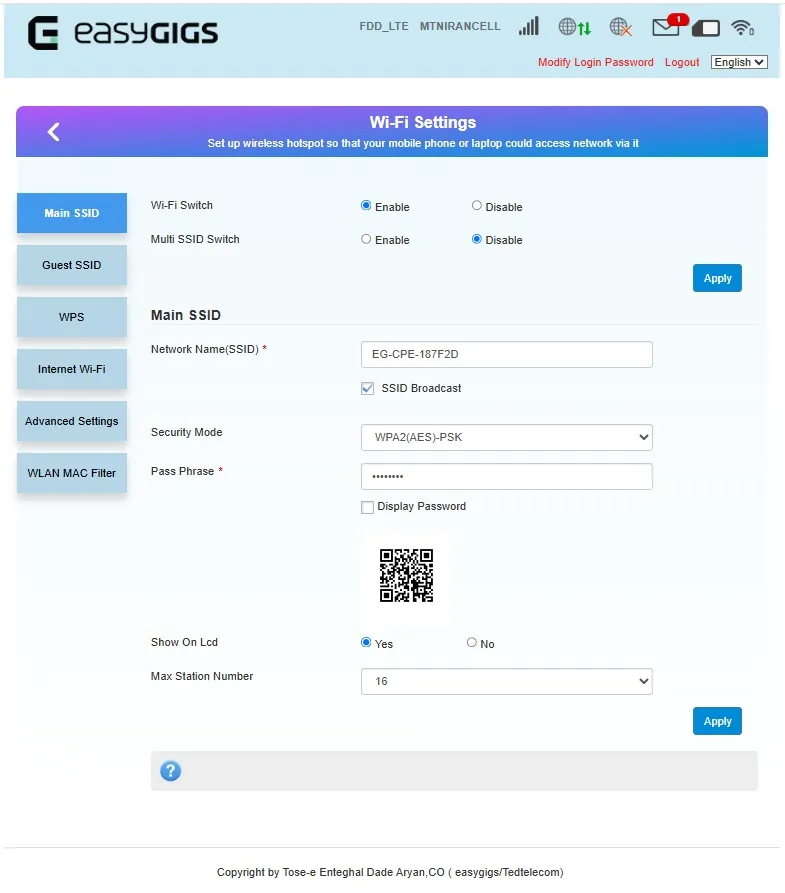 easyGIGS
FDD_LTE MTNIRANCELL 1 0
Modify Login Password Logout English
Wi-Fi Settings
Set up wireless hotspot so that your mobile phone or laptop could access network via it
Main SSID
Guest SSID
WPS
Internet Wi-Fi
Advanced Settings
WLAN MAC Filter
Wi-Fi Switch Enable Disable
Multi SSID Switch Enable Disable
Apply
Main SSID
Network Name(SSID) * EG-CPE-187F2D
SSID Broadcast
Security Mode WPA2(AES)-PSK
Pass Phrase * ••••••••
Display Password
Show On Lcd Yes No
Max Station Number 16
Apply
?
Copyright by Tose-e Enteghal Dade Aryan,CO ( easygigs/Tedtelecom)